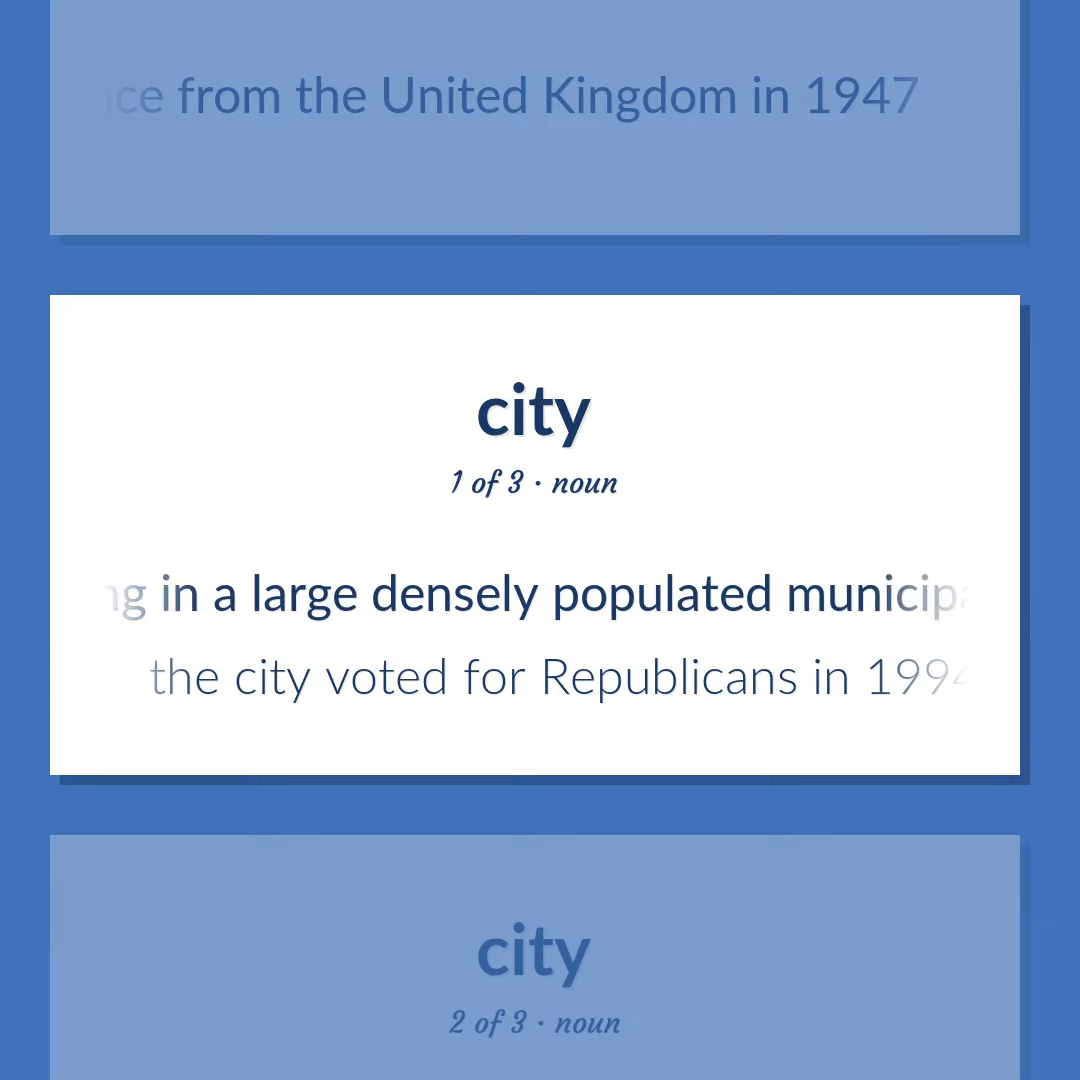 from the United Kingdom in 1947
city
1 of 3 · noun
in a large densely populated
the city voted for Republicans in 1994
city
2 of 3 · noun